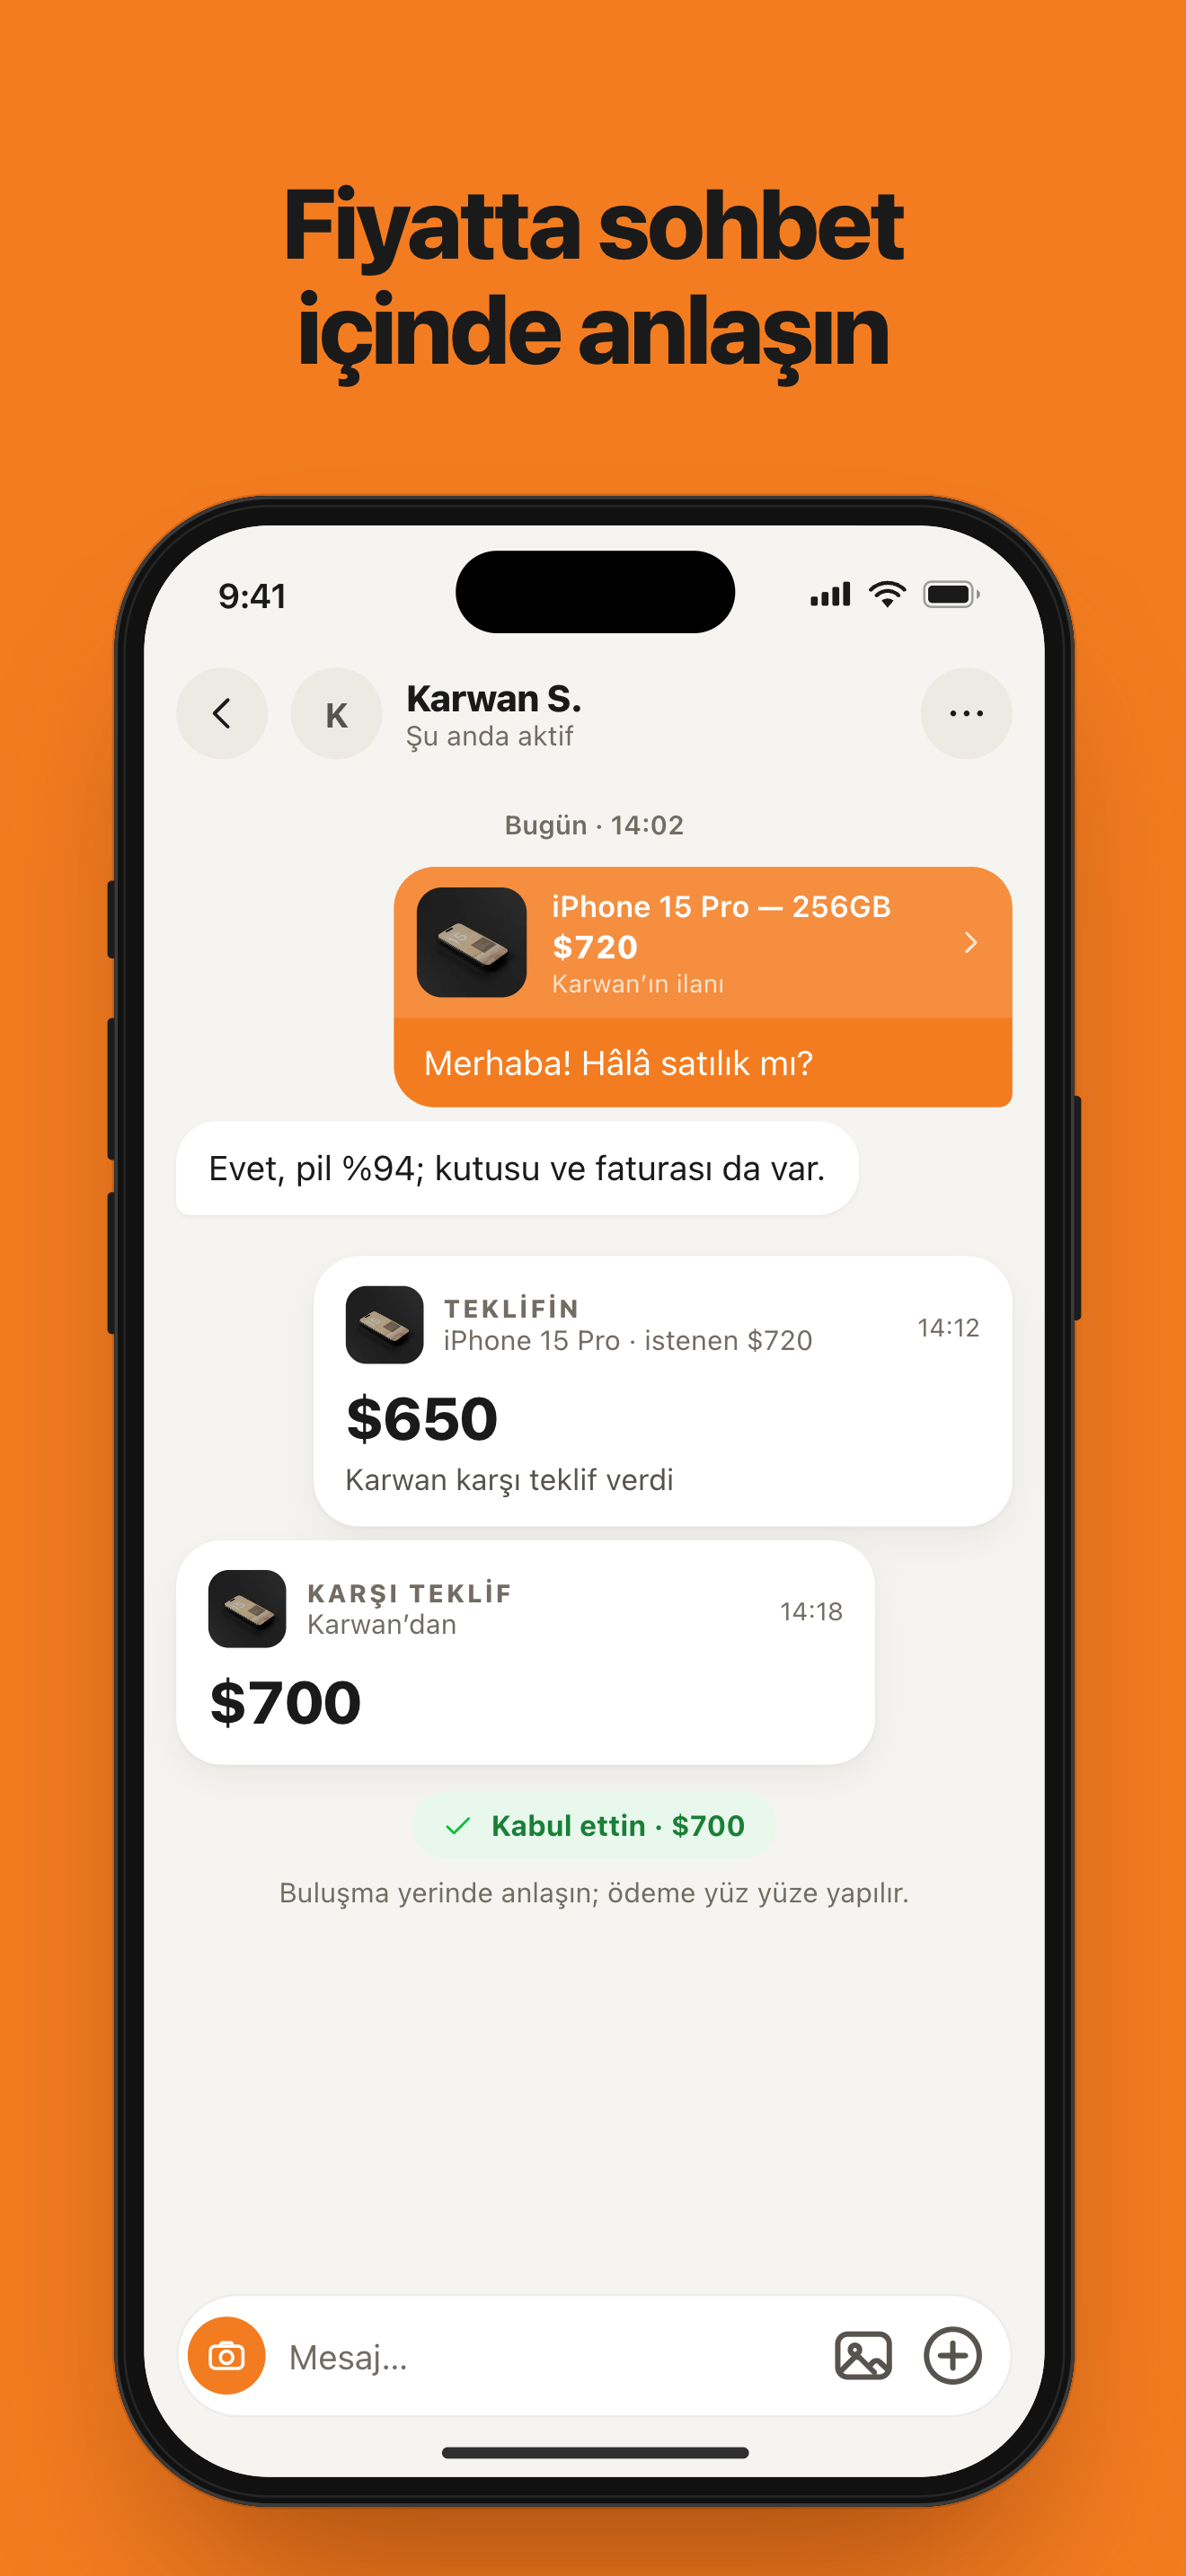 Fiyatta sohbet
içinde anlaşın
9:41
K
Karwan S.
Şu anda aktif
Bugün · 14:02
iPhone 15 Pro — 256GB
$720
Karwan’ın ilanı
Merhaba! Hâlâ satılık mı?
Evet, pil %94; kutusu ve faturası da var.
TEKLİFİN
iPhone 15 Pro · istenen $720
14:12
$650
Karwan karşı teklif verdi
KARŞI TEKLİF
Karwan’dan
14:18
$700
Kabul ettin · $700
Buluşma yerinde anlaşın; ödeme yüz yüze yapılır.
Mesaj...